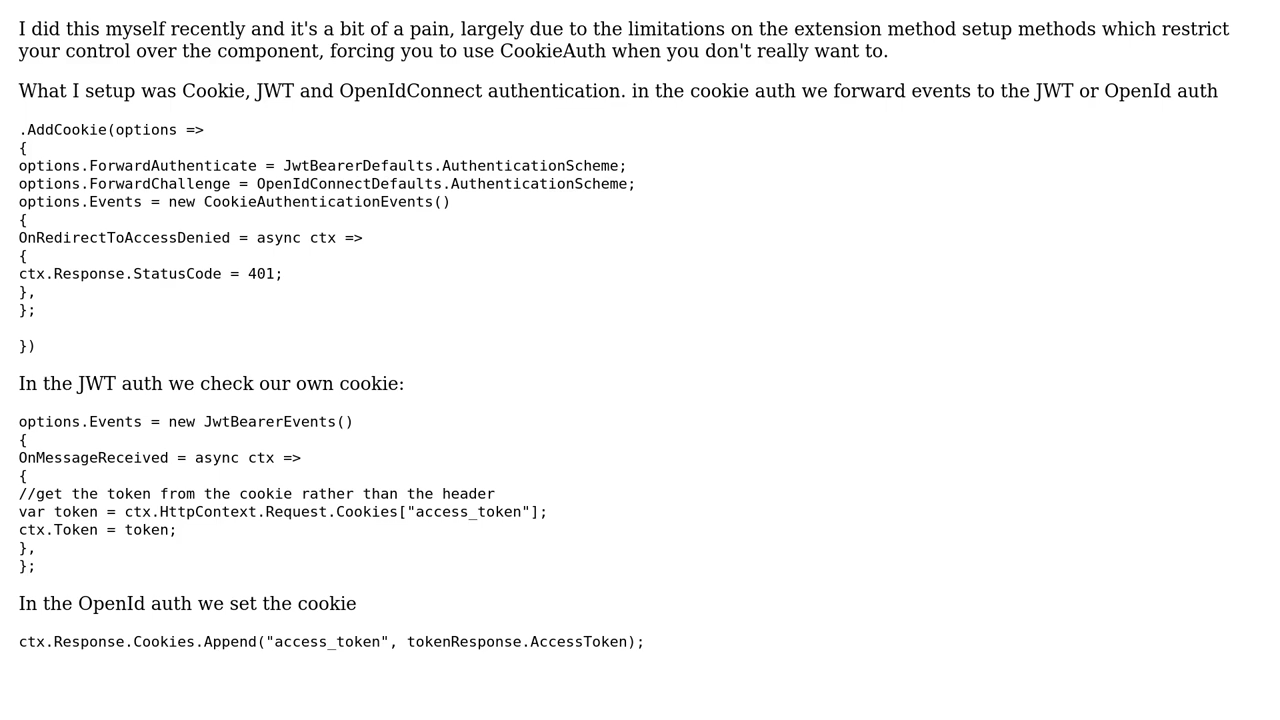 I did this myself recently and it's a bit of a pain, largely due to the limitations on the extension method setup methods which restrict
your control over the component, forcing you to use CookieAuth when you don't really want to.
What I setup was Cookie, JWT and OpenIdConnect authentication. in the cookie auth we forward events to the JWT or OpenId auth
.AddCookie(options =>
{
options.ForwardAuthenticate = JwtBearerDefaults.AuthenticationScheme;
options.ForwardChallenge = OpenIdConnectDefaults.AuthenticationScheme;
options.Events = new CookieAuthenticationEvents()
{
OnRedirectToAccessDenied = async ctx =>
{
ctx.Response.StatusCode = 401;
},
};
})
In the JWT auth we check our own cookie:
options.Events = new JwtBearerEvents()
{
OnMessageReceived = async ctx =>
{
//get the token from the cookie rather than the header
var token = ctx.HttpContext.Request.Cookies["access_token"];
ctx.Token = token;
},
};
In the OpenId auth we set the cookie
ctx.Response.Cookies.Append("access_token", tokenResponse.AccessToken);